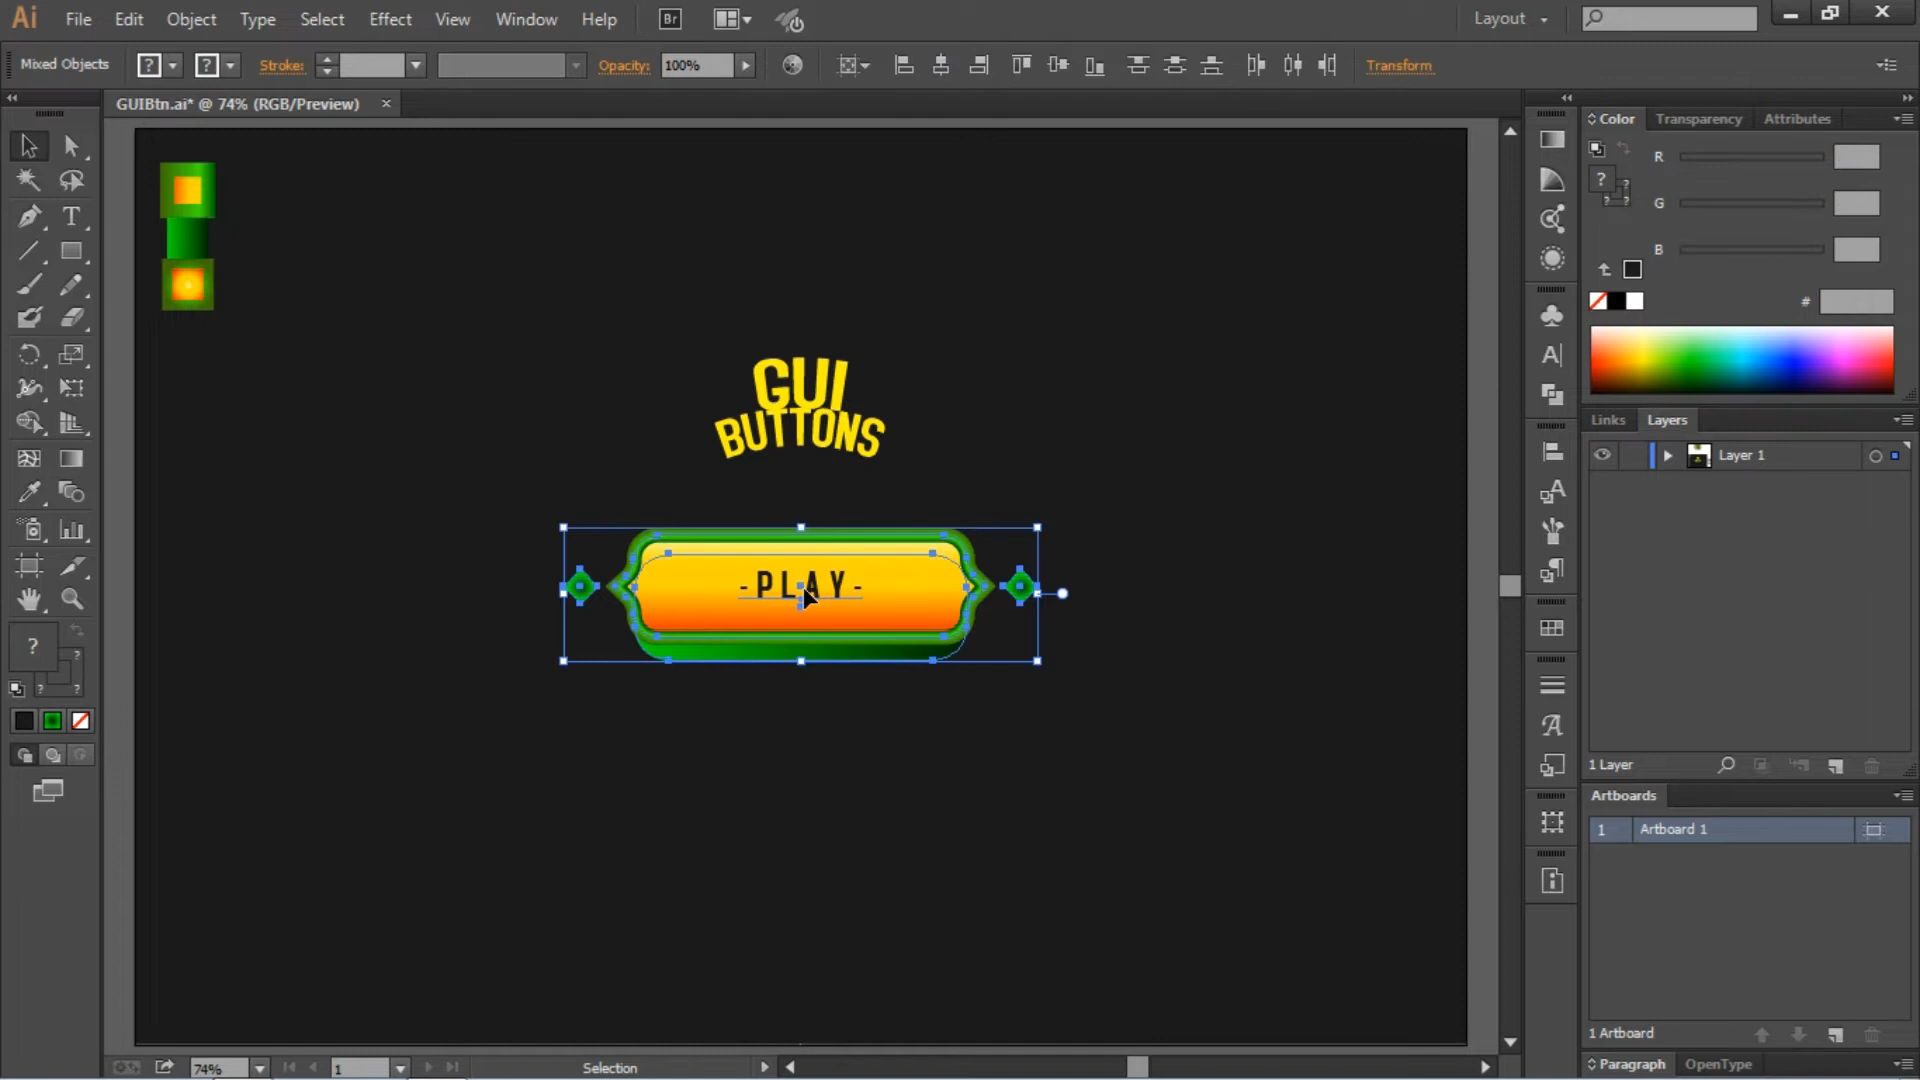 Ai File Edit Object Type Select Effect View Window Help Br Layout
Mixed Objects ? ? Stroke: Opacity: 100% Transform
GUIBtn.ai* @ 74% (RGB/Preview) ×
Color Transparency Attributes
R
G
B
#
GUI
BUTTONS
-PLAY-
Links Layers
Layer 1
1 Layer
Artboards
1 Artboard 1
1 Artboard
Paragraph OpenType
74% 1 Selection